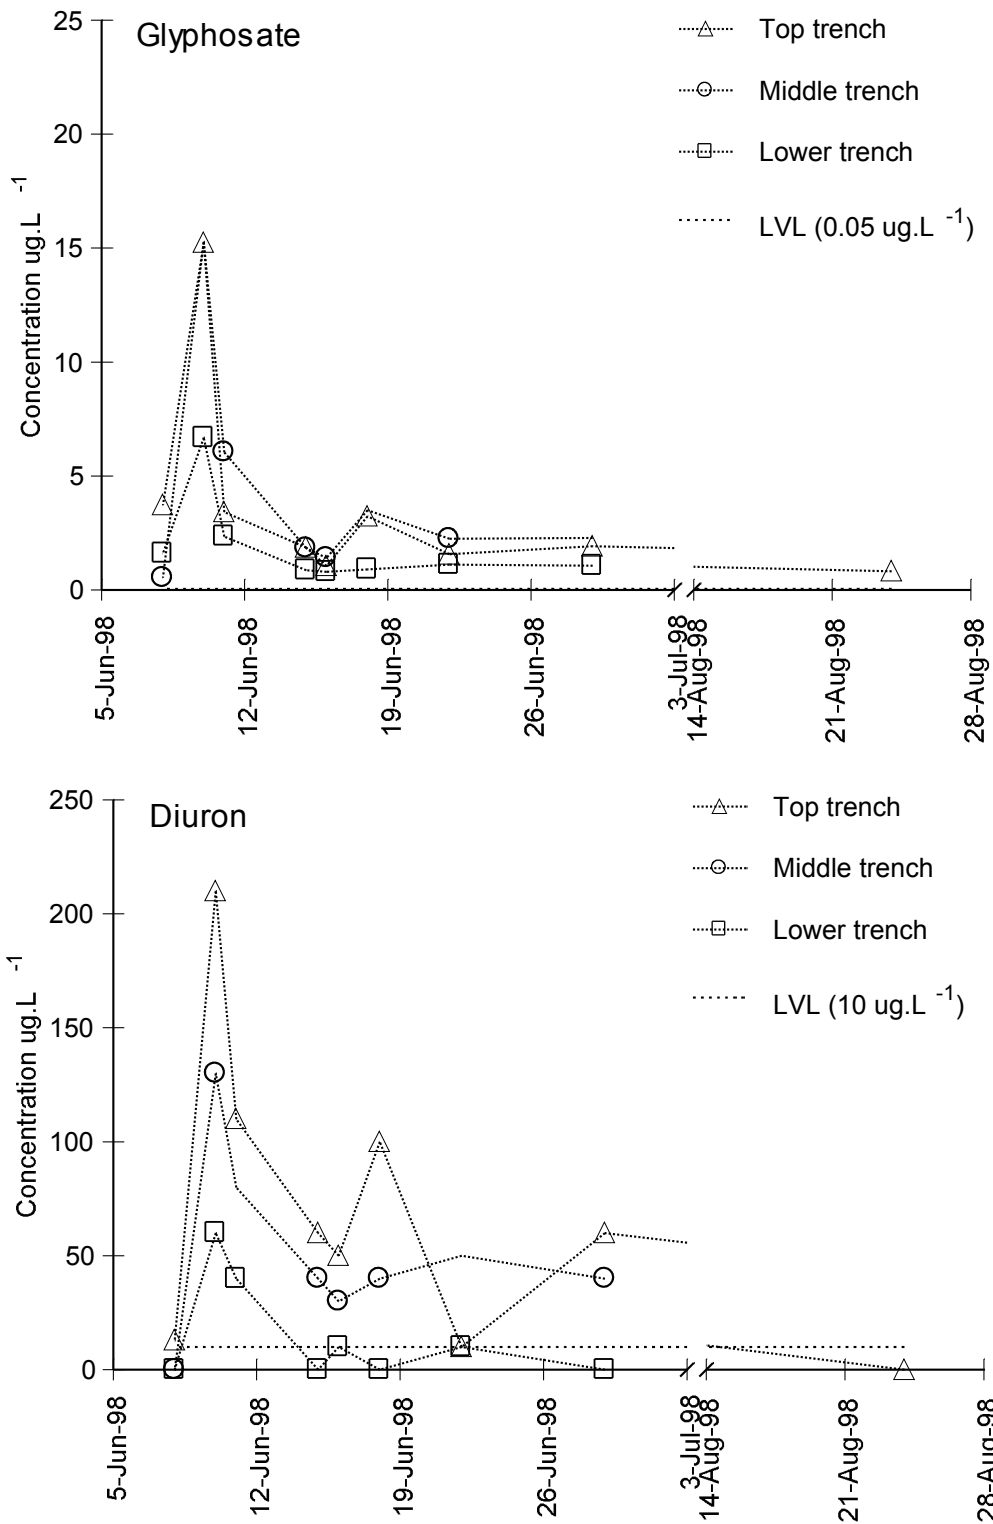 Glyphosate
Top trench
Middle trench
Lower trench
LVL (0.05 ug.L -1)
Concentration ug.L -1
25
20
15
10
5
0
5-Jun-98
12-Jun-98
19-Jun-98
26-Jun-98
3-Jul-98
14-Aug-98
21-Aug-98
28-Aug-98
Diuron
Top trench
Middle trench
Lower trench
LVL (10 ug.L -1)
Concentration ug.L -1
250
200
150
100
50
0
5-Jun-98
12-Jun-98
19-Jun-98
26-Jun-98
3-Jul-98
14-Aug-98
21-Aug-98
28-Aug-98